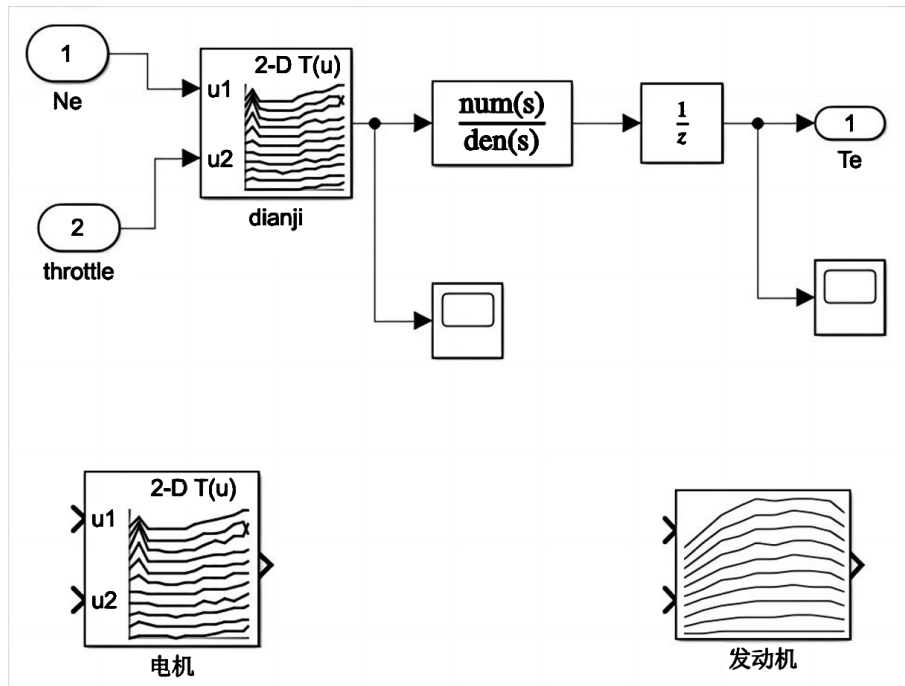 1
Ne
2
throttle
2-D T(u)
u1
u2
dianji
num(s)
den(s)
1
z
1
Te
2-D T(u)
u1
u2
电机
发动机